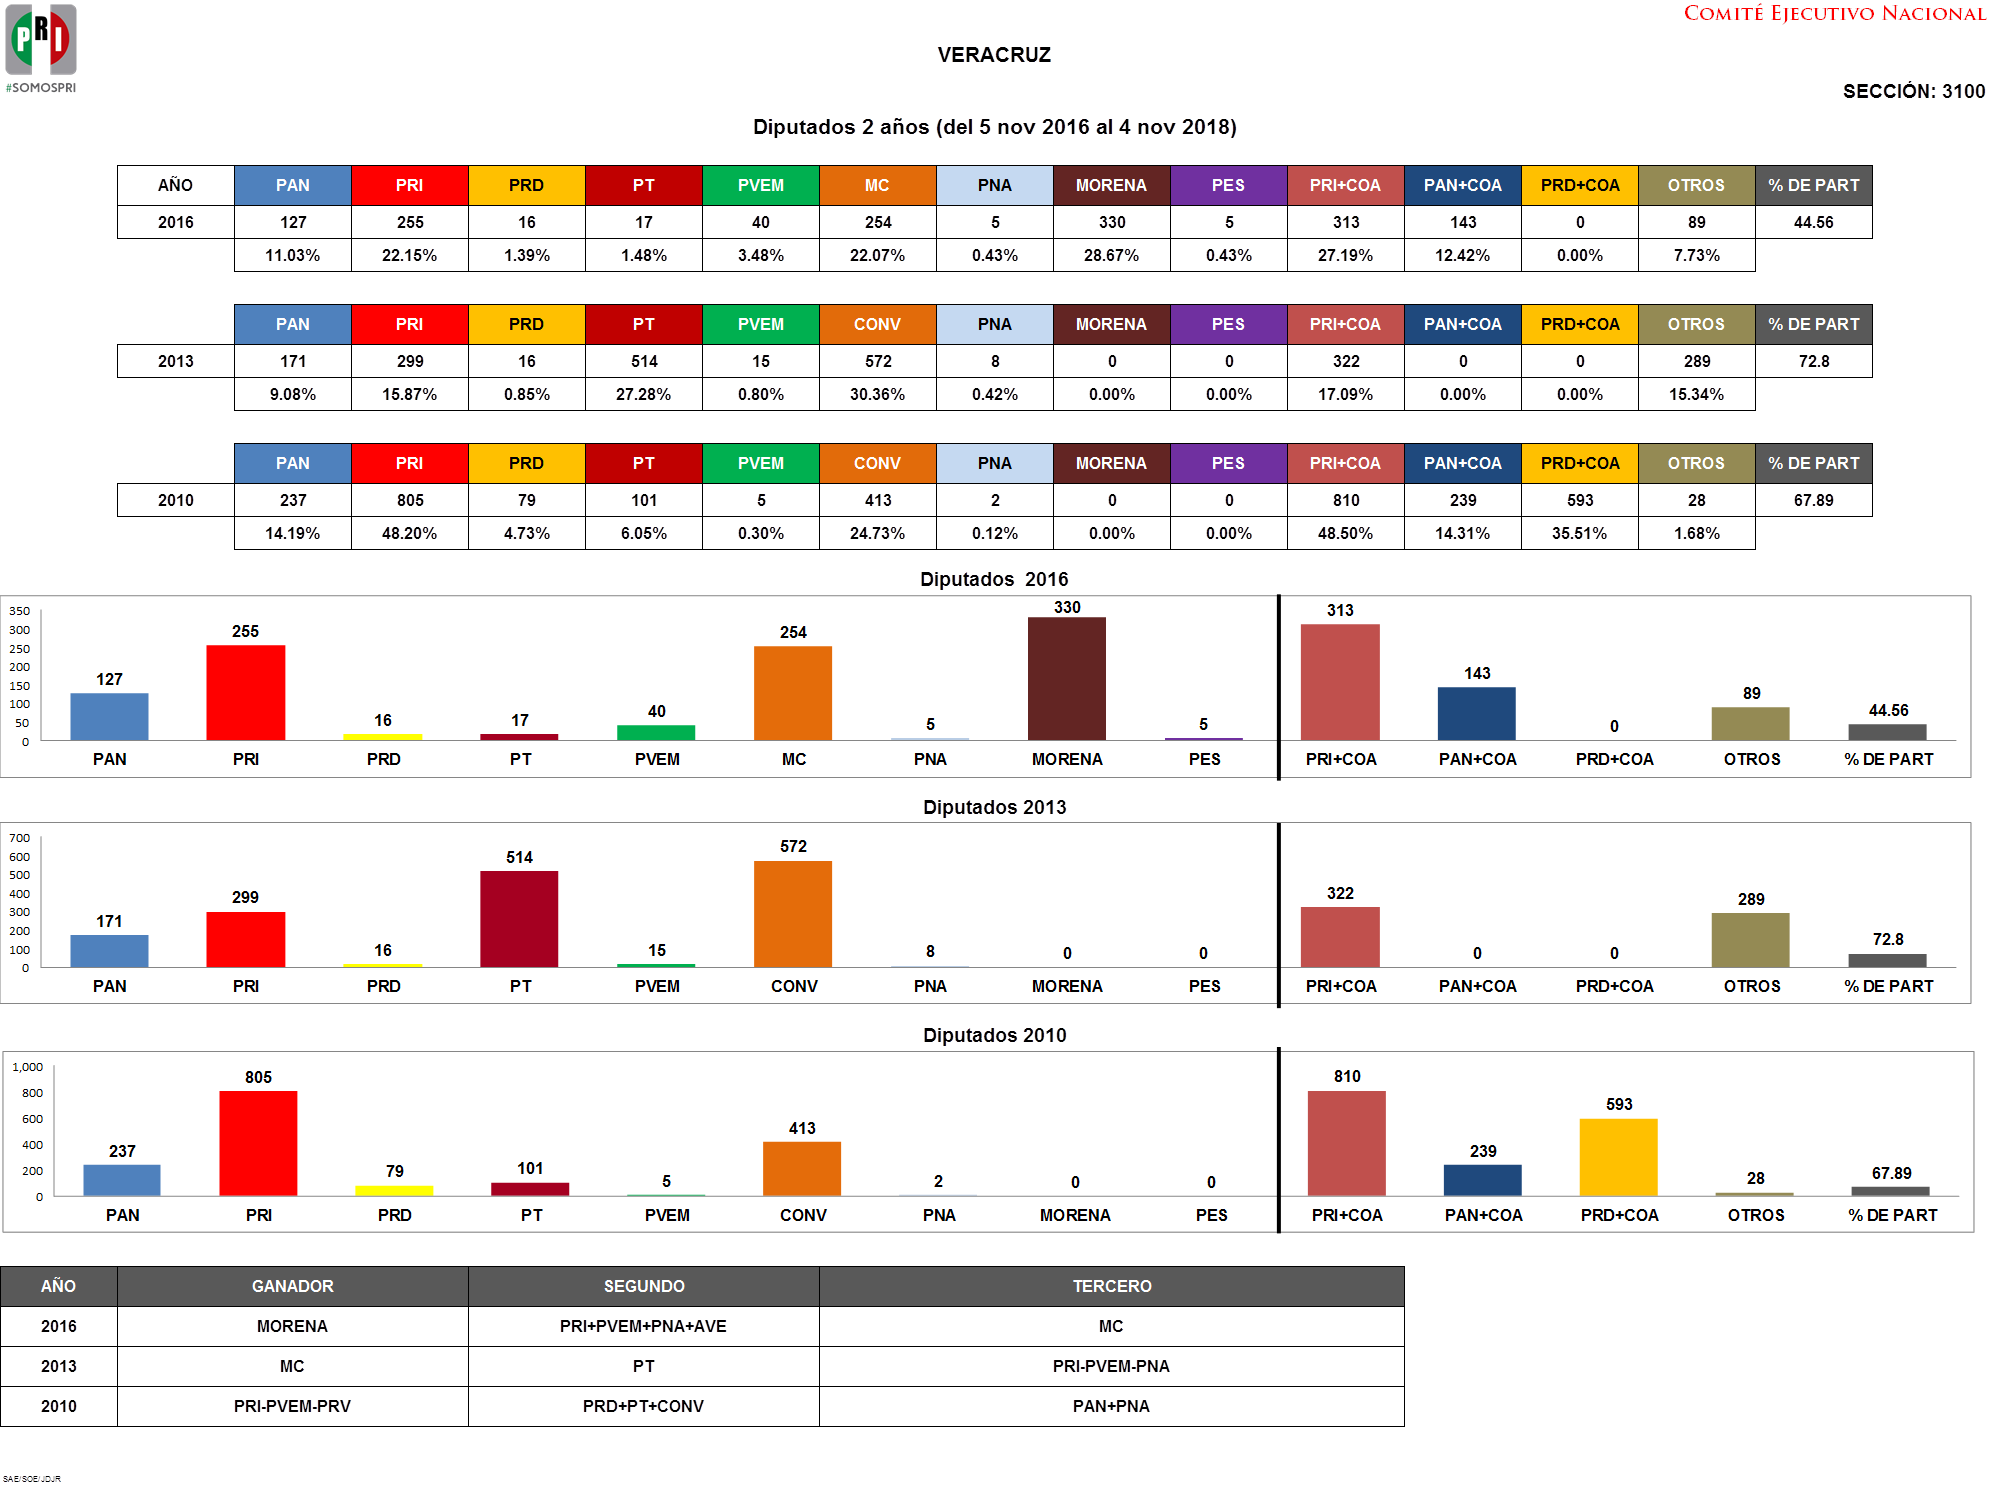 COMITÉ EJECUTIVO NACIONAL
PRI
#SOMOSPRI
VERACRUZ
SECCIÓN: 3100
Diputados 2 años (del 5 nov 2016 al 4 nov 2018)
AÑO PAN PRI PRD PT PVEM MC PNA MORENA PES PRI+COA PAN+COA PRD+COA OTROS % DE PART
2016 127 255 16 17 40 254 5 330 5 313 143 0 89 44.56
11.03% 22.15% 1.39% 1.48% 3.48% 22.07% 0.43% 28.67% 0.43% 27.19% 12.42% 0.00% 7.73%
PAN PRI PRD PT PVEM CONV PNA MORENA PES PRI+COA PAN+COA PRD+COA OTROS % DE PART
2013 171 299 16 514 15 572 8 0 0 322 0 0 289 72.8
9.08% 15.87% 0.85% 27.28% 0.80% 30.36% 0.42% 0.00% 0.00% 17.09% 0.00% 0.00% 15.34%
PAN PRI PRD PT PVEM CONV PNA MORENA PES PRI+COA PAN+COA PRD+COA OTROS % DE PART
2010 237 805 79 101 5 413 2 0 0 810 239 593 28 67.89
14.19% 48.20% 4.73% 6.05% 0.30% 24.73% 0.12% 0.00% 0.00% 48.50% 14.31% 35.51% 1.68%
Diputados 2016
350
300
250
200
150
100
50
0
127 255 16 17 40 254 5 330 5 313 143 0 89 44.56
PAN PRI PRD PT PVEM MC PNA MORENA PES PRI+COA PAN+COA PRD+COA OTROS % DE PART
Diputados 2013
700
600
500
400
300
200
100
0
171 299 16 514 15 572 8 0 0 322 0 0 289 72.8
PAN PRI PRD PT PVEM CONV PNA MORENA PES PRI+COA PAN+COA PRD+COA OTROS % DE PART
Diputados 2010
1,000
800
600
400
200
0
237 805 79 101 5 413 2 0 0 810 239 593 28 67.89
PAN PRI PRD PT PVEM CONV PNA MORENA PES PRI+COA PAN+COA PRD+COA OTROS % DE PART
AÑO GANADOR SEGUNDO TERCERO
2016 MORENA PRI+PVEM+PNA+AVE MC
2013 MC PT PRI-PVEM-PNA
2010 PRI-PVEM-PRV PRD+PT+CONV PAN+PNA
SAE/SOE/JDJR